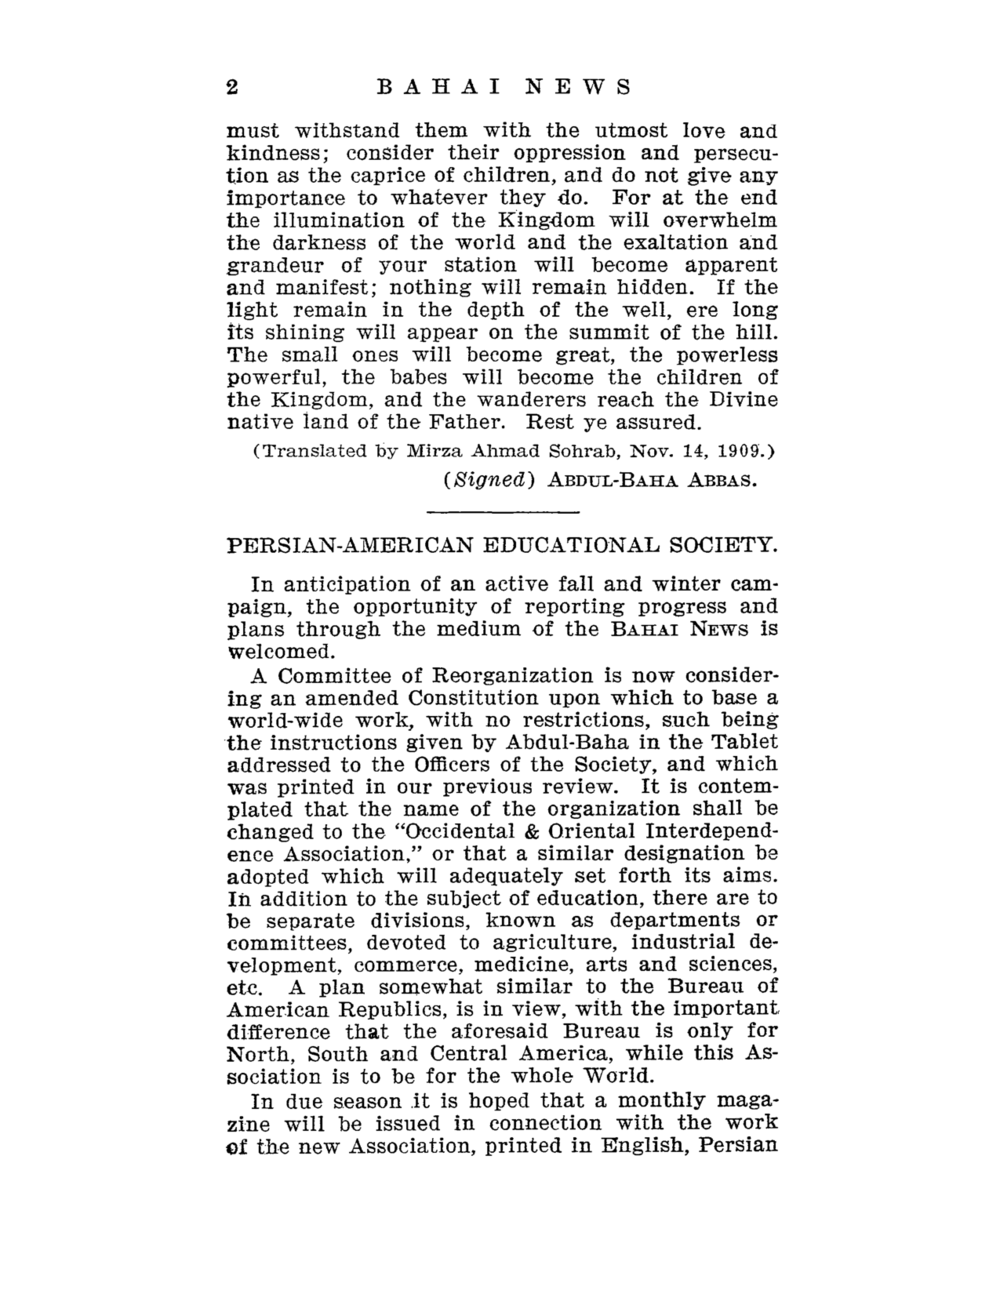 2 BAHAI NEWS
must withstand them with the utmost love and
kindness; consider their oppression and persecu-
tion as the caprice of children, and do not give any
importance to whatever they do. For at the end
the illumination of the Kingdom will overwhelm
the darkness of the world and the exaltation and
grandeur of your station will become apparent
and manifest; nothing will remain hidden. If the
light remain in the depth of the well, ere long
its shining will appear on the summit of the hill.
The small ones will become great, the powerless
powerful, the babes will become the children of
the Kingdom, and the wanderers reach the Divine
native land of the Father. Rest ye assured.
(Translated by Mirza Ahmad Sohrab, Nov. 14, 1909.)
(Signed) ABDUL-BAHA ABBAS.
PERSIAN-AMERICAN EDUCATIONAL SOCIETY.
In anticipation of an active fall and winter cam-
paign, the opportunity of reporting progress and
plans through the medium of the BAHAI NEWS is
welcomed.
A Committee of Reorganization is now consider-
ing an amended Constitution upon which to base a
world-wide work, with no restrictions, such being
the instructions given by Abdul-Baha in the Tablet
addressed to the Officers of the Society, and which
was printed in our previous review. It is contem-
plated that the name of the organization shall be
changed to the “Occidental & Oriental Interdepend-
ence Association,” or that a similar designation be
adopted which will adequately set forth its aims.
In addition to the subject of education, there are to
be separate divisions, known as departments or
committees, devoted to agriculture, industrial de-
velopment, commerce, medicine, arts and sciences,
etc. A plan somewhat similar to the Bureau of
American Republics, is in view, with the important
difference that the aforesaid Bureau is only for
North, South and Central America, while this As-
sociation is to be for the whole World.
In due season it is hoped that a monthly maga-
zine will be issued in connection with the work
of the new Association, printed in English, Persian